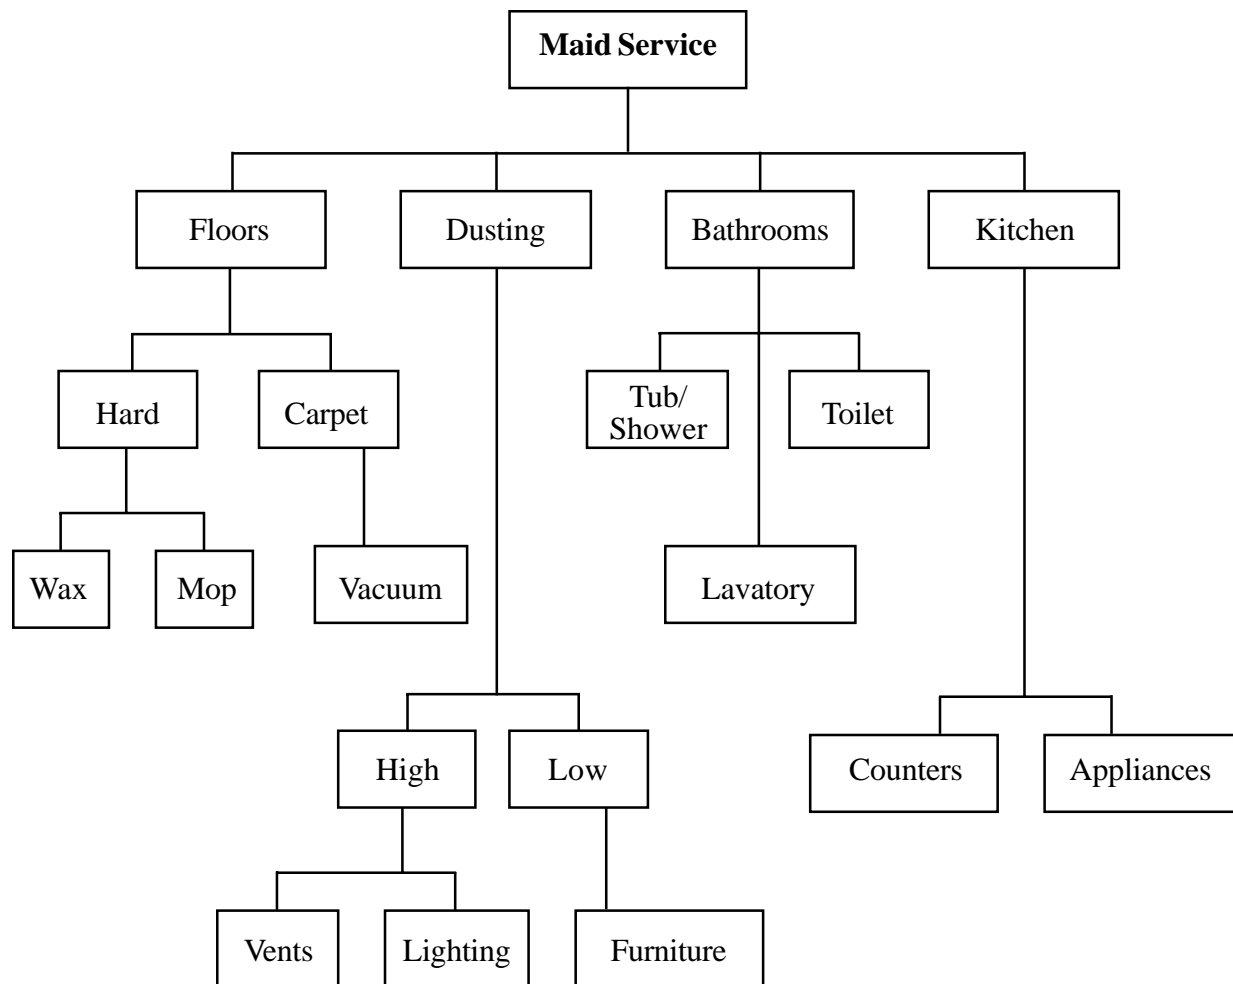 Maid Service
Floors
Dusting
Bathrooms
Kitchen
Hard
Carpet
Tub/
Shower
Toilet
Wax
Mop
Vacuum
Lavatory
High
Low
Counters
Appliances
Vents
Lighting
Furniture